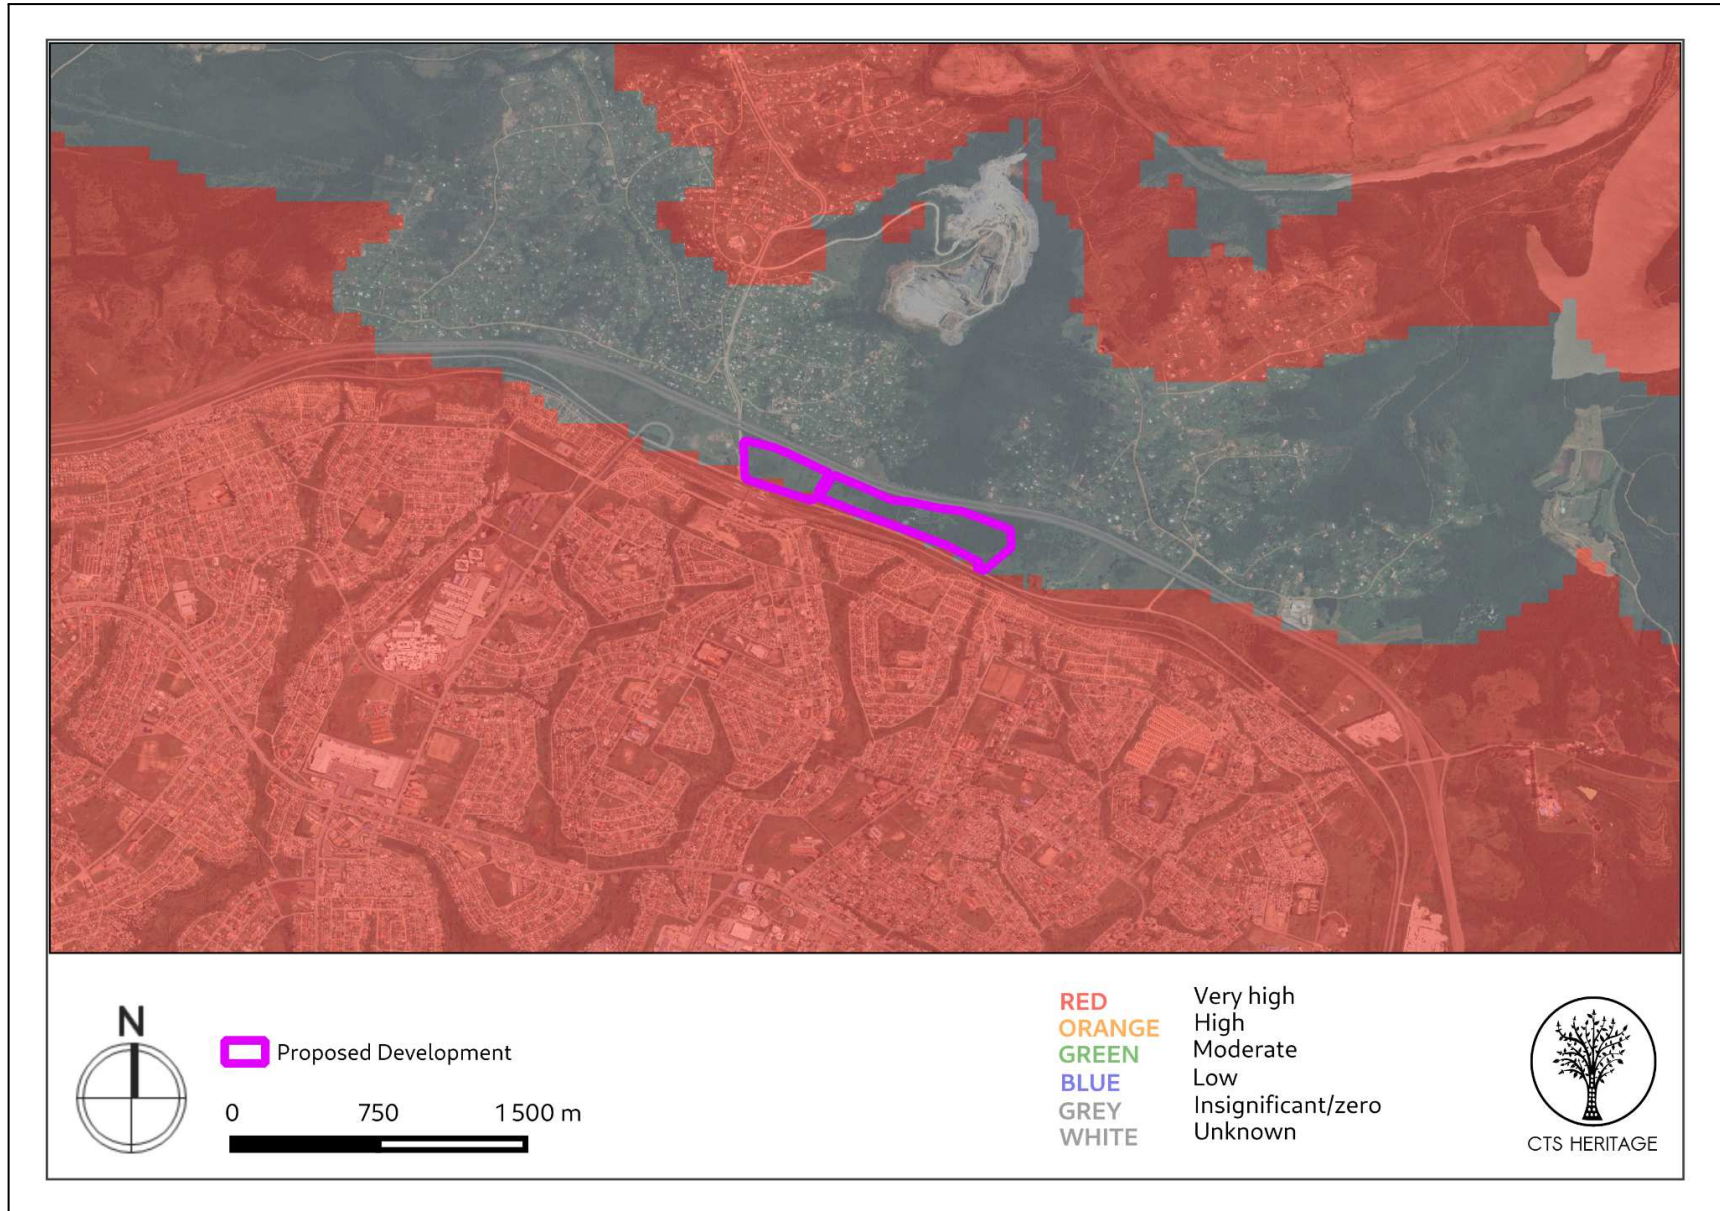 N
Proposed Development
0 750 1 500 m
RED Very high
ORANGE High
GREEN Moderate
BLUE Low
GREY Insignificant/zero
WHITE Unknown
CTS HERITAGE